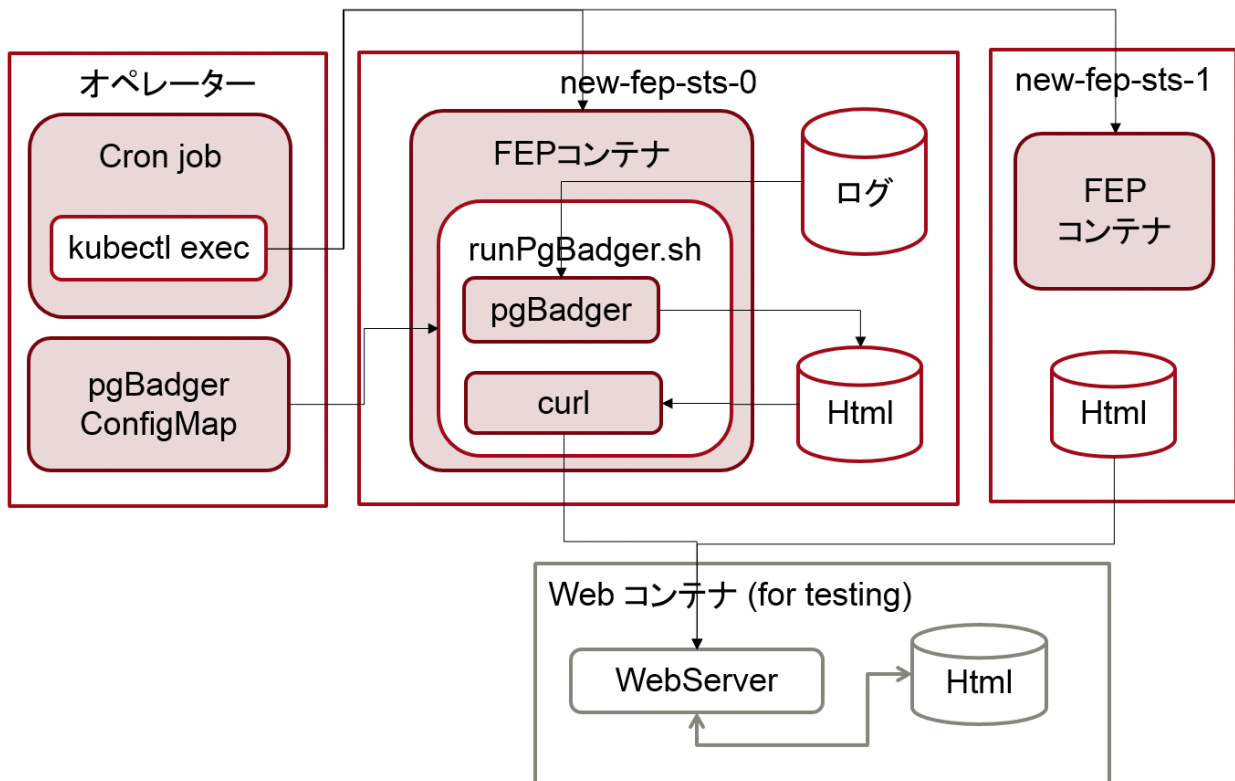 オペレーター
Cron job
kubectl exec
pgBadger
ConfigMap
new-fep-sts-0
FEPコンテナ
runPgBadger.sh
pgBadger
curl
ログ
Html
new-fep-sts-1
FEP
コンテナ
Html
Web コンテナ (for testing)
WebServer
Html